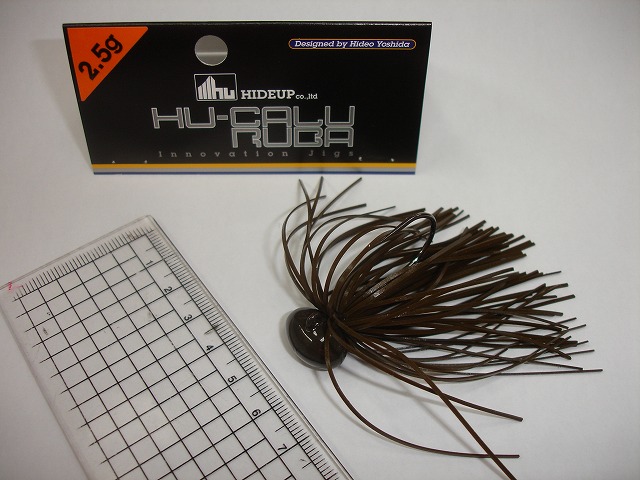 2.5g
Designed by Hideo Yoshida
hu HIDEUP co.,ltd
HU-CALU
RUBA
Innovation Jigs
1
2
3
4
5
6
7